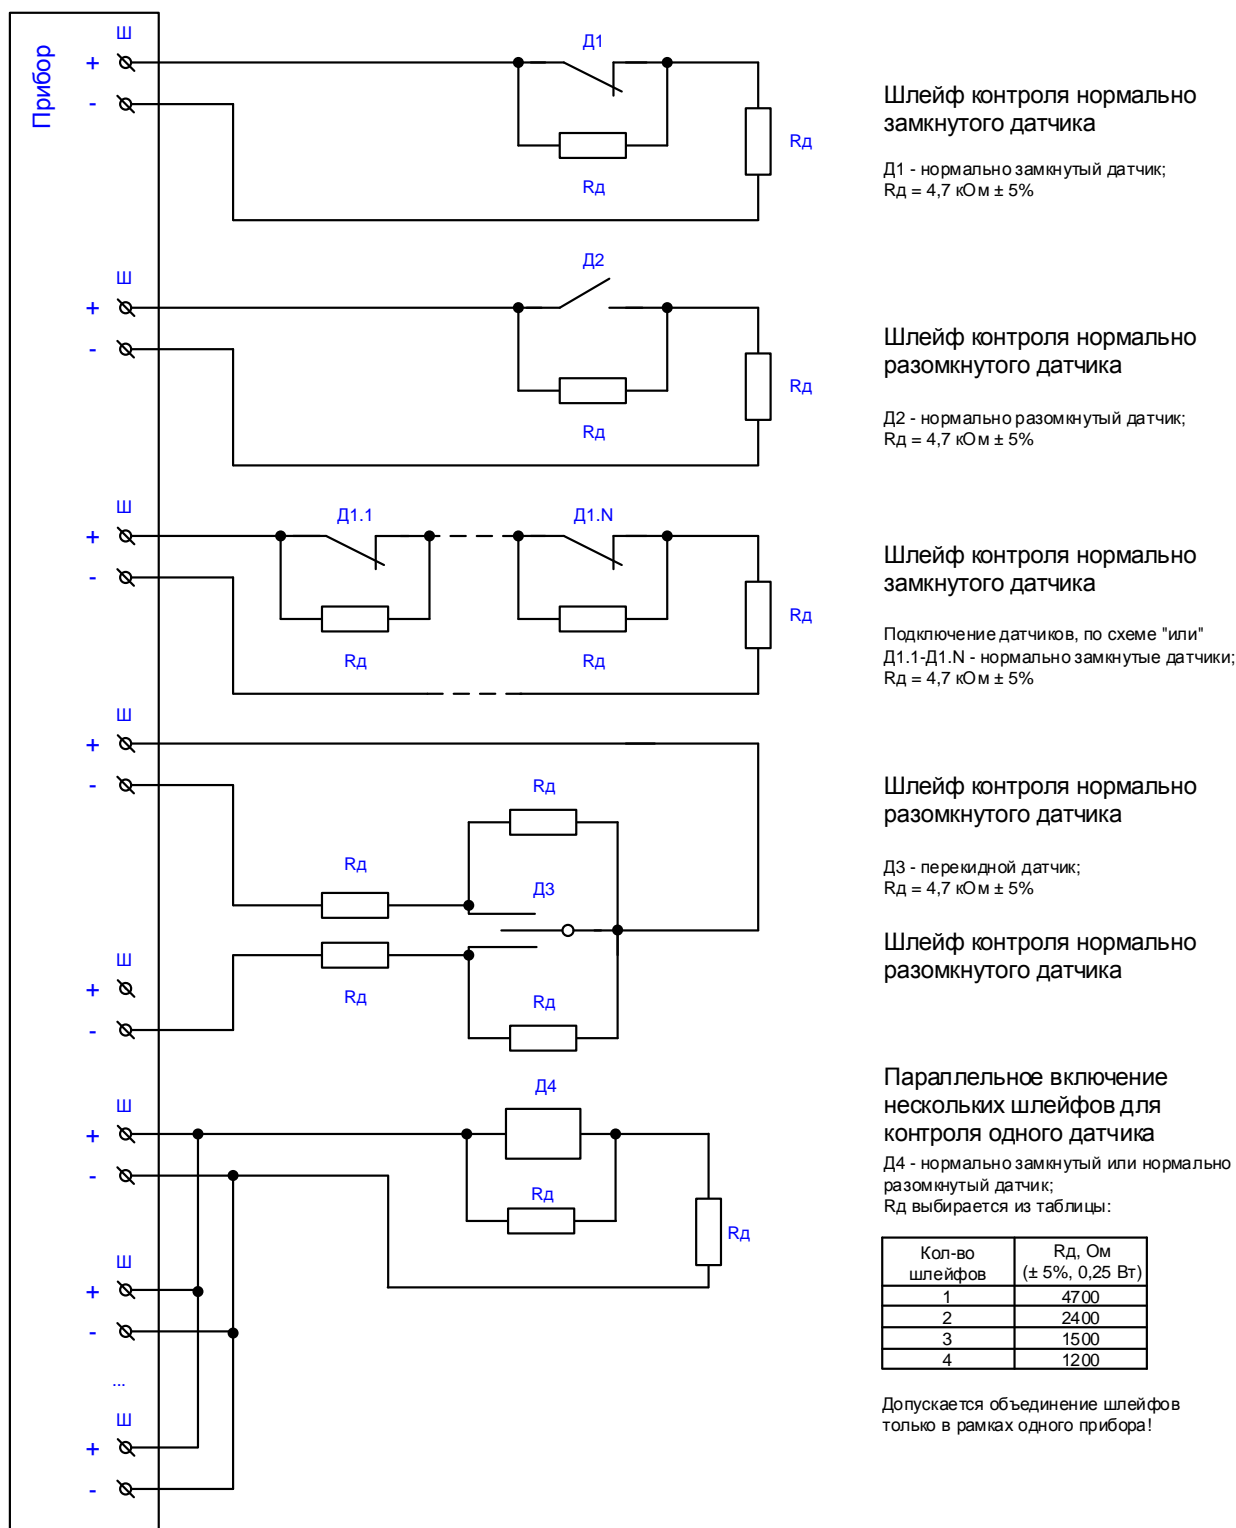 Прибор
Ш
+
-
Д1
Rд
Rд
Шлейф контроля нормально
замкнутого датчика
Д1 - нормально замкнутый датчик;
Rд = 4,7 кОм ± 5%
Ш
+
-
Д2
Rд
Rд
Шлейф контроля нормально
разомкнутого датчика
Д2 - нормально разомкнутый датчик;
Rд = 4,7 кОм ± 5%
Ш
+
-
Д1.1
Д1.N
Rд
Rд
Rд
Шлейф контроля нормально
замкнутого датчика
Подключение датчиков, по схеме "или"
Д1.1-Д1.N - нормально замкнутые датчики;
Rд = 4,7 кОм ± 5%
Ш
+
-
Rд
Rд
Д3
Шлейф контроля нормально
разомкнутого датчика
Д3 - перекидной датчик;
Rд = 4,7 кОм ± 5%
Ш
+
-
Rд
Rд
Шлейф контроля нормально
разомкнутого датчика
Ш
+
-
Д4
Rд
Rд
Ш
+
-
...
Ш
+
-
Параллельное включение
нескольких шлейфов для
контроля одного датчика
Д4 - нормально замкнутый или нормально
разомкнутый датчик;
Rд выбирается из таблицы:
Кол-во шлейфов Rд, Ом (± 5%, 0,25 Вт)
1 4700
2 2400
3 1500
4 1200
Допускается объединение шлейфов
только в рамках одного прибора!